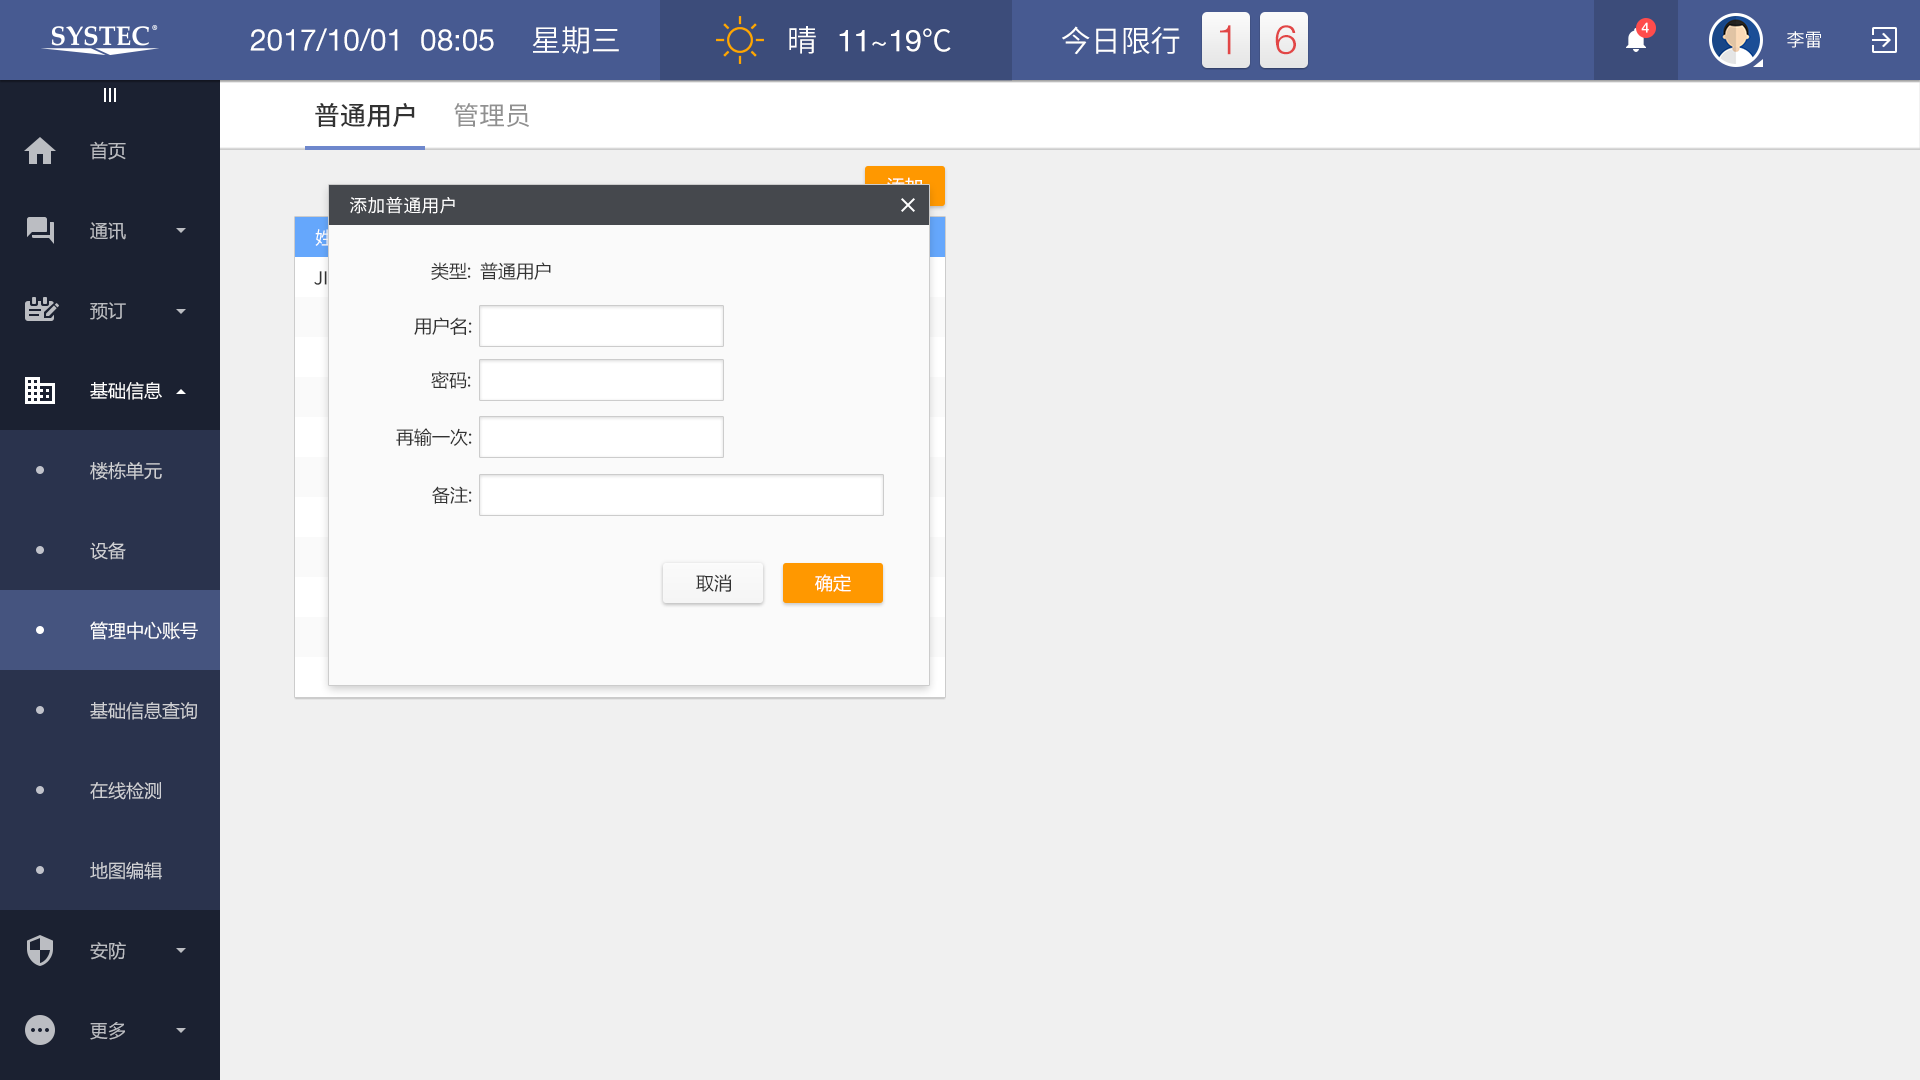 SYSTEC®
2017/10/01 08:05 星期三
晴 11~19℃
今日限行 1 6
4
李雷
首页
通讯
预订
基础信息
楼栋单元
设备
管理中心账号
基础信息查询
在线检测
地图编辑
安防
更多
普通用户 管理员
添加
姓
JI
添加普通用户
类型: 普通用户
用户名:
密码:
再输一次:
备注:
取消 确定